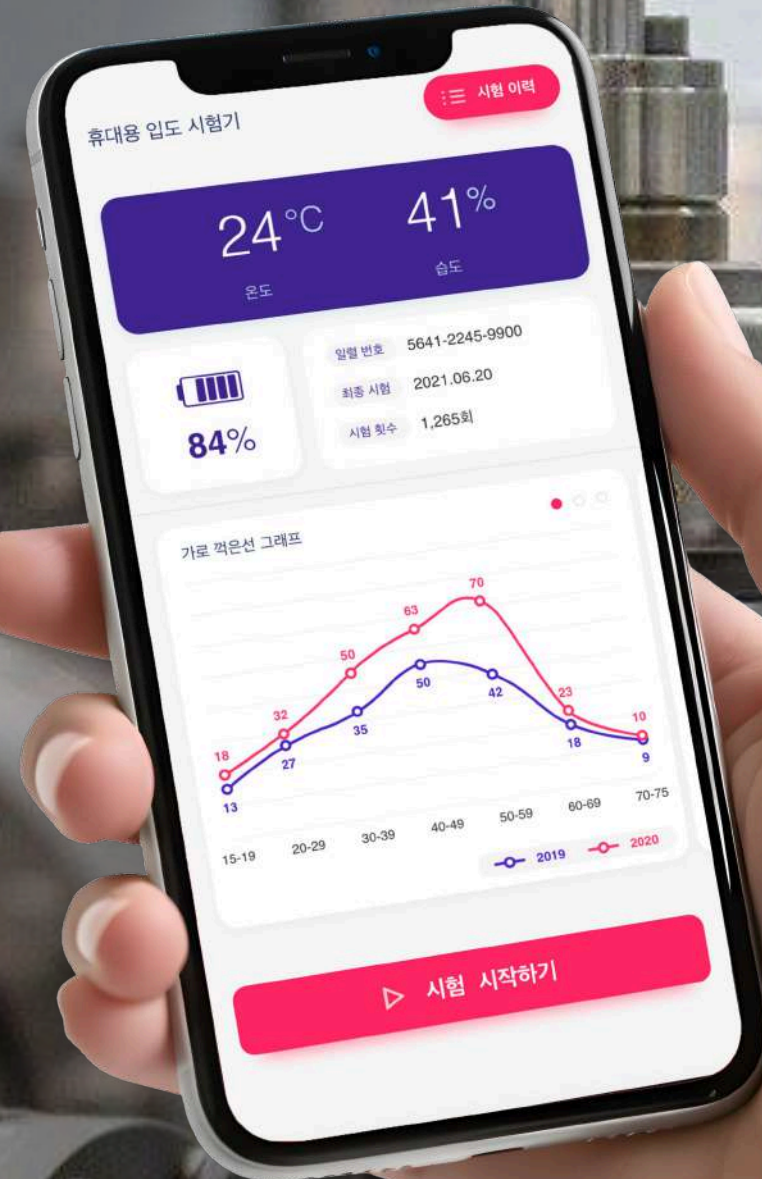 휴대용 입도 시험기
시험 이력
24°C
41%
온도
습도
84%
일렬 번호 5641-2245-9900
최종 시험 2021.06.20
시험 횟수 1,265회
가로 꺽은선 그래프
70
63
50
32
18
23
10
50
42
35
27
13
18
9
15-19 20-29 30-39 40-49 50-59 60-69 70-75
2019 2020
시험 시작하기